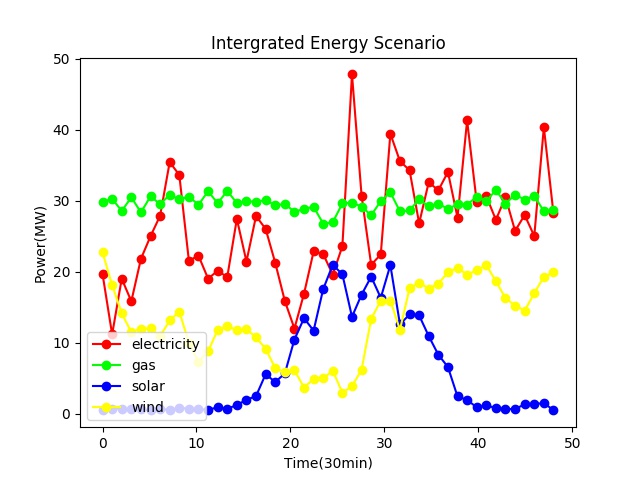 Intergrated Energy Scenario
Power(MW)
50
40
30
20
10
0
electricity
gas
solar
wind
0 10 20 30 40 50
Time(30min)